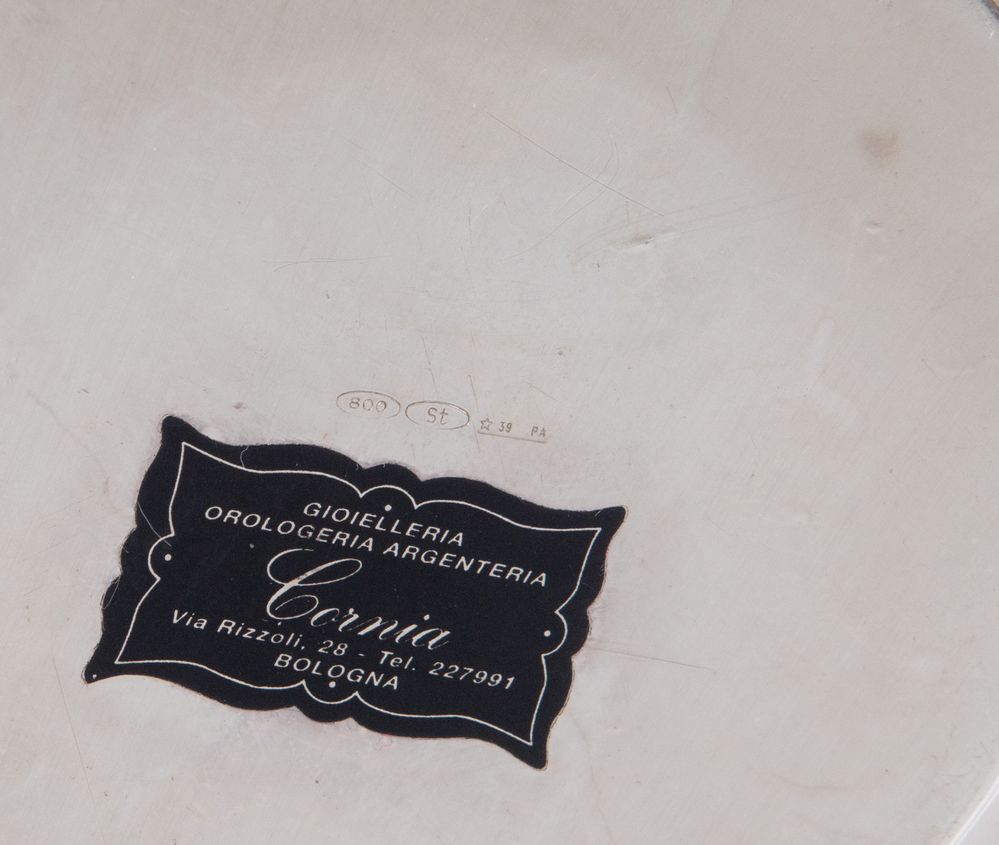 800 St ☆ 39 PA
GIOIELLERIA
OROLOGERIA ARGENTERIA
Cornia
Via Rizzoli, 28 - Tel. 227991
BOLOGNA